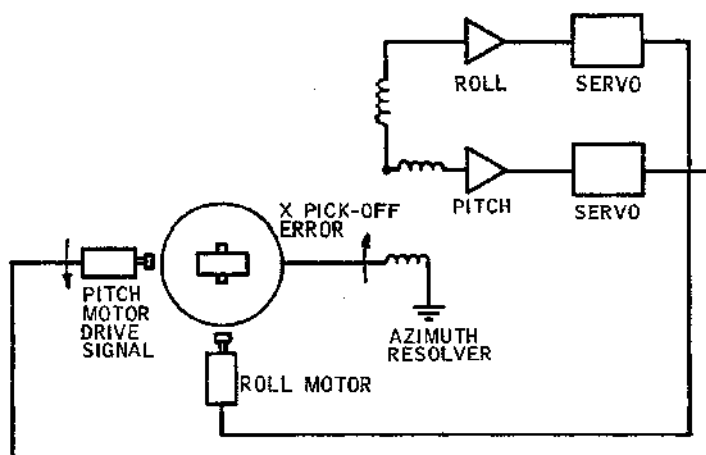 ROLL
SERVO
PITCH
SERVO
X PICK-OFF
ERROR
PITCH
MOTOR
DRIVE
SIGNAL
AZIMUTH
RESOLVER
ROLL MOTOR